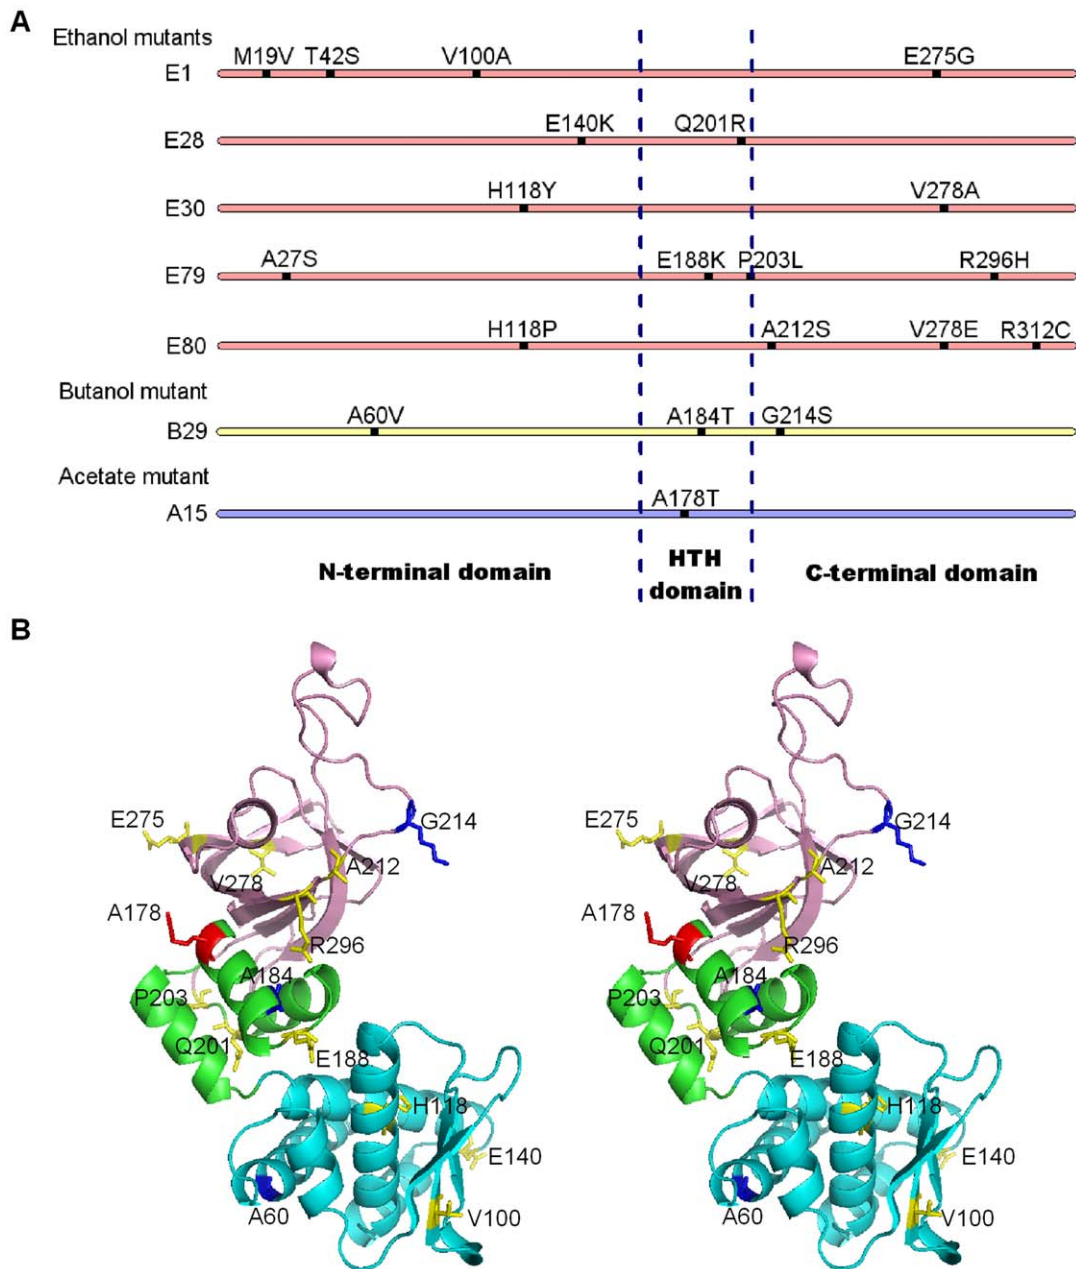 A
Ethanol mutants
M19V T42S V100A E275G
E1
E140K Q201R
E28
H118Y V278A
E30
A27S E188K P203L R296H
E79
H118P A212S V278E R312C
E80
Butanol mutant
A60V A184T G214S
B29
Acetate mutant
A178T
A15
N-terminal domain HTH domain C-terminal domain
B
E275 G214 E275 G214
V278 A212 V278 A212
A178 A178
R296 R296
A184 A184
P203 P203
Q201 E188 Q201 E188
H118 H118
E140 E140
A60 V100 A60 V100